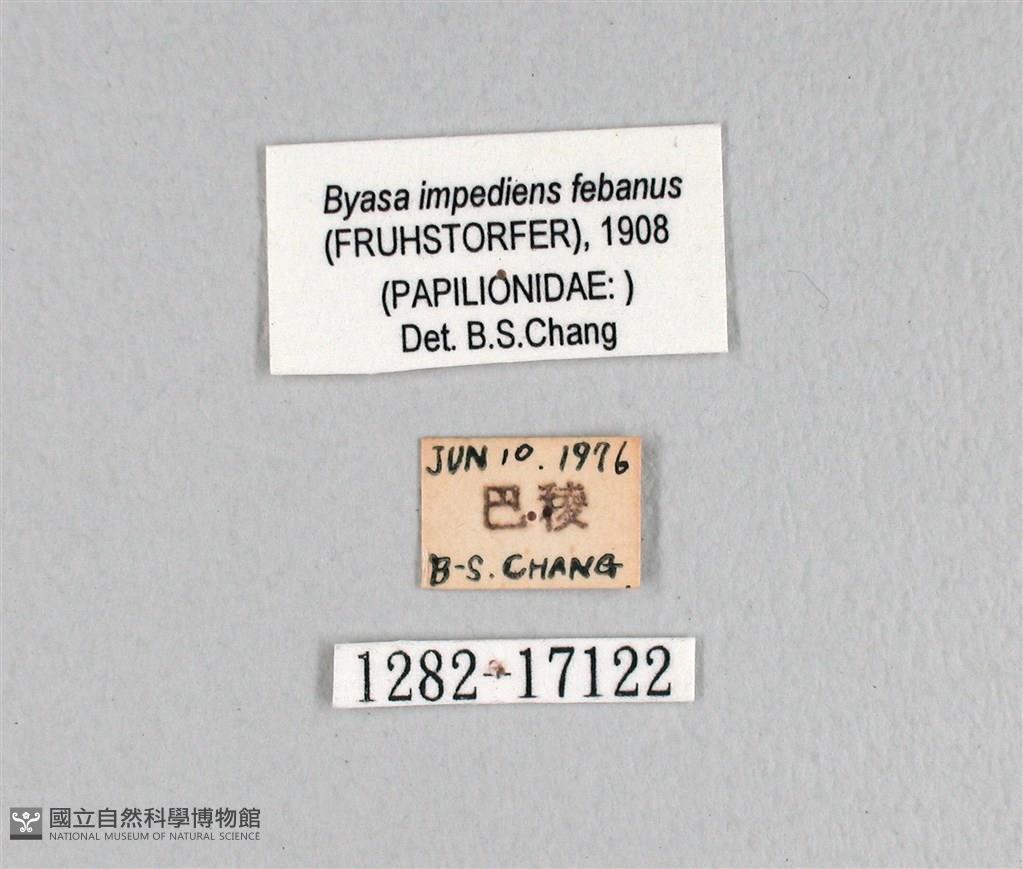 Byasa impediens febanus
(FRUHSTORFER), 1908
(PAPILIONIDAE: )
Det. B.S.Chang
JUN 10. 1976
巴稜
B-S. CHANG
1282-17122
國立自然科學博物館
NATIONAL MUSEUM OF NATURAL SCIENCE